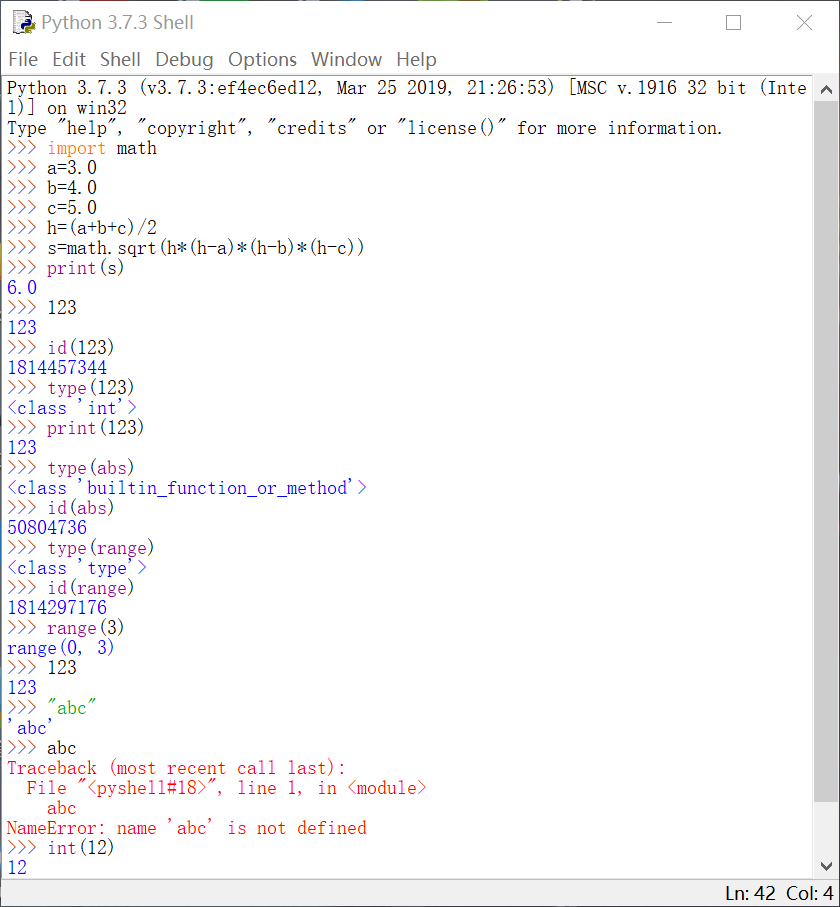 Python 3.7.3 Shell
File Edit Shell Debug Options Window Help
Python 3.7.3 (v3.7.3:ef4ec6ed12, Mar 25 2019, 21:26:53) [MSC v.1916 32 bit (Inte
l)] on win32
Type "help", "copyright", "credits" or "license()" for more information.
>>> import math
>>> a=3.0
>>> b=4.0
>>> c=5.0
>>> h=(a+b+c)/2
>>> s=math.sqrt(h*(h-a)*(h-b)*(h-c))
>>> print(s)
6.0
>>> 123
123
>>> id(123)
1814457344
>>> type(123)
<class 'int'>
>>> print(123)
123
>>> type(abs)
<class 'builtin_function_or_method'>
>>> id(abs)
50804736
>>> type(range)
<class 'type'>
>>> id(range)
1814297176
>>> range(3)
range(0, 3)
>>> 123
123
>>> "abc"
'abc'
>>> abc
Traceback (most recent call last):
  File "<pyshell#18>", line 1, in <module>
    abc
NameError: name 'abc' is not defined
>>> int(12)
12
Ln: 42 Col: 4